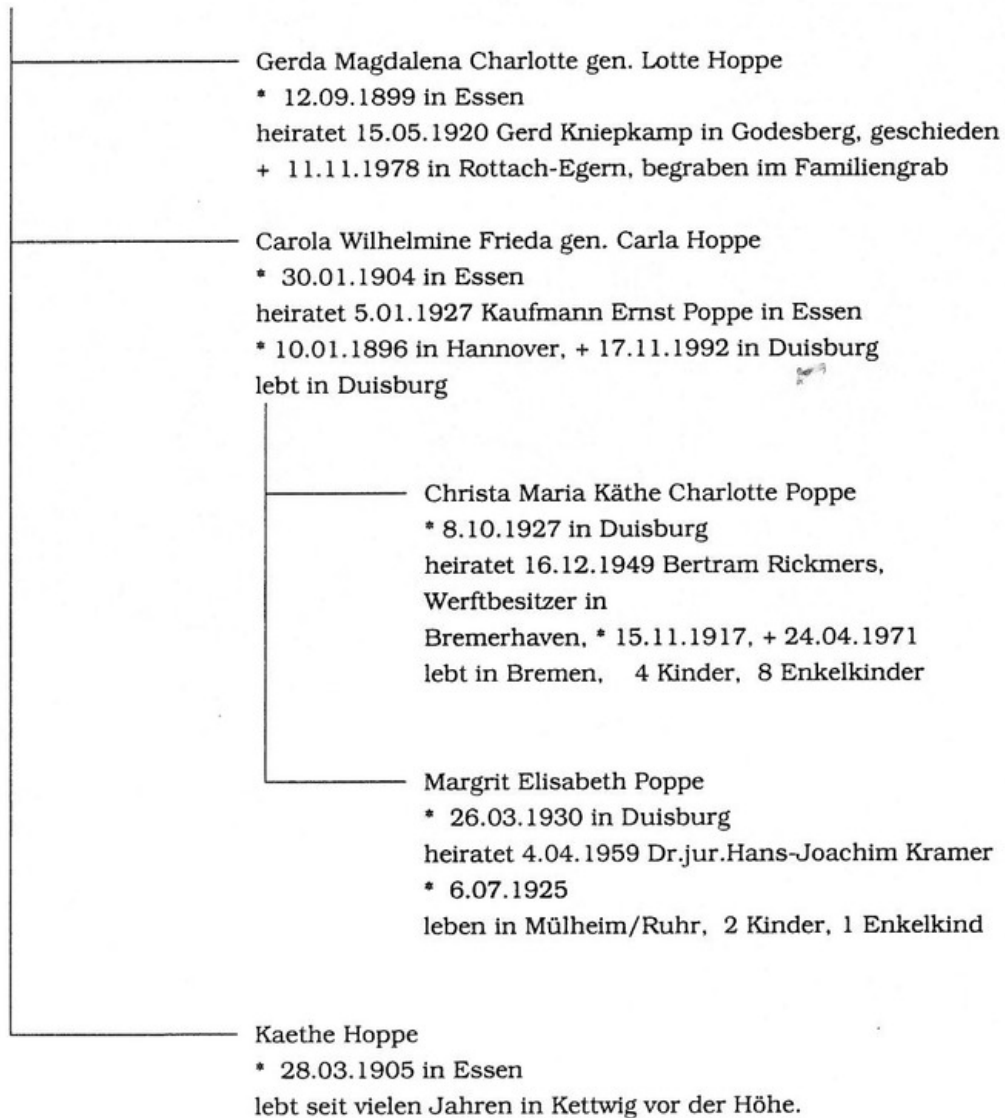 Gerda Magdalena Charlotte gen. Lotte Hoppe
* 12.09.1899 in Essen
heiratet 15.05.1920 Gerd Kniepkamp in Godesberg, geschieden
+ 11.11.1978 in Rottach-Egern, begraben im Familiengrab
Carola Wilhelmine Frieda gen. Carla Hoppe
* 30.01.1904 in Essen
heiratet 5.01.1927 Kaufmann Ernst Poppe in Essen
* 10.01.1896 in Hannover, + 17.11.1992 in Duisburg
lebt in Duisburg
Christa Maria Käthe Charlotte Poppe
* 8.10.1927 in Duisburg
heiratet 16.12.1949 Bertram Rickmers,
Werftbesitzer in
Bremerhaven, * 15.11.1917, + 24.04.1971
lebt in Bremen, 4 Kinder, 8 Enkelkinder
Margrit Elisabeth Poppe
* 26.03.1930 in Duisburg
heiratet 4.04.1959 Dr.jur.Hans-Joachim Kramer
* 6.07.1925
leben in Mülheim/Ruhr, 2 Kinder, 1 Enkelkind
Kaethe Hoppe
* 28.03.1905 in Essen
lebt seit vielen Jahren in Kettwig vor der Höhe.